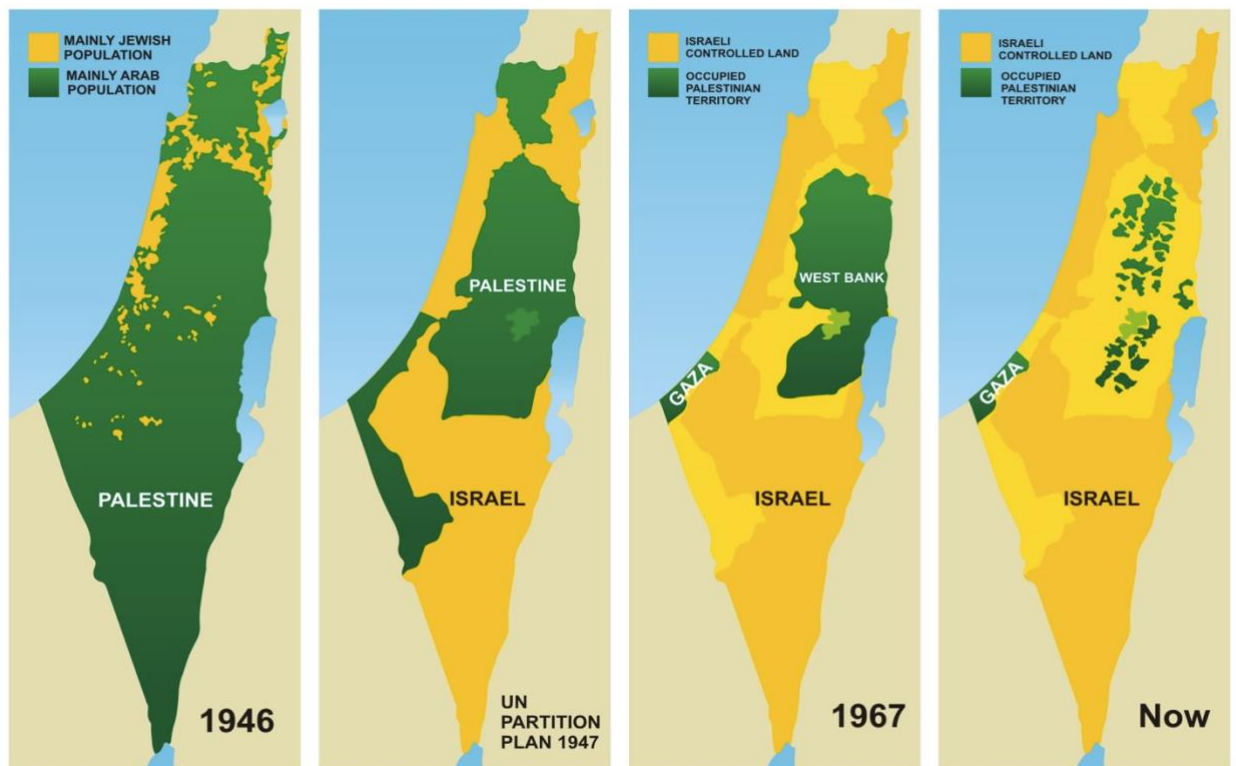 MAINLY JEWISH
POPULATION
MAINLY ARAB
POPULATION
PALESTINE
1946
PALESTINE
ISRAEL
UN
PARTITION
PLAN 1947
ISRAELI
CONTROLLED LAND
OCCUPIED
PALESTINIAN
TERRITORY
WEST BANK
GAZA
ISRAEL
1967
ISRAELI
CONTROLLED LAND
OCCUPIED
PALESTINIAN
TERRITORY
GAZA
ISRAEL
Now